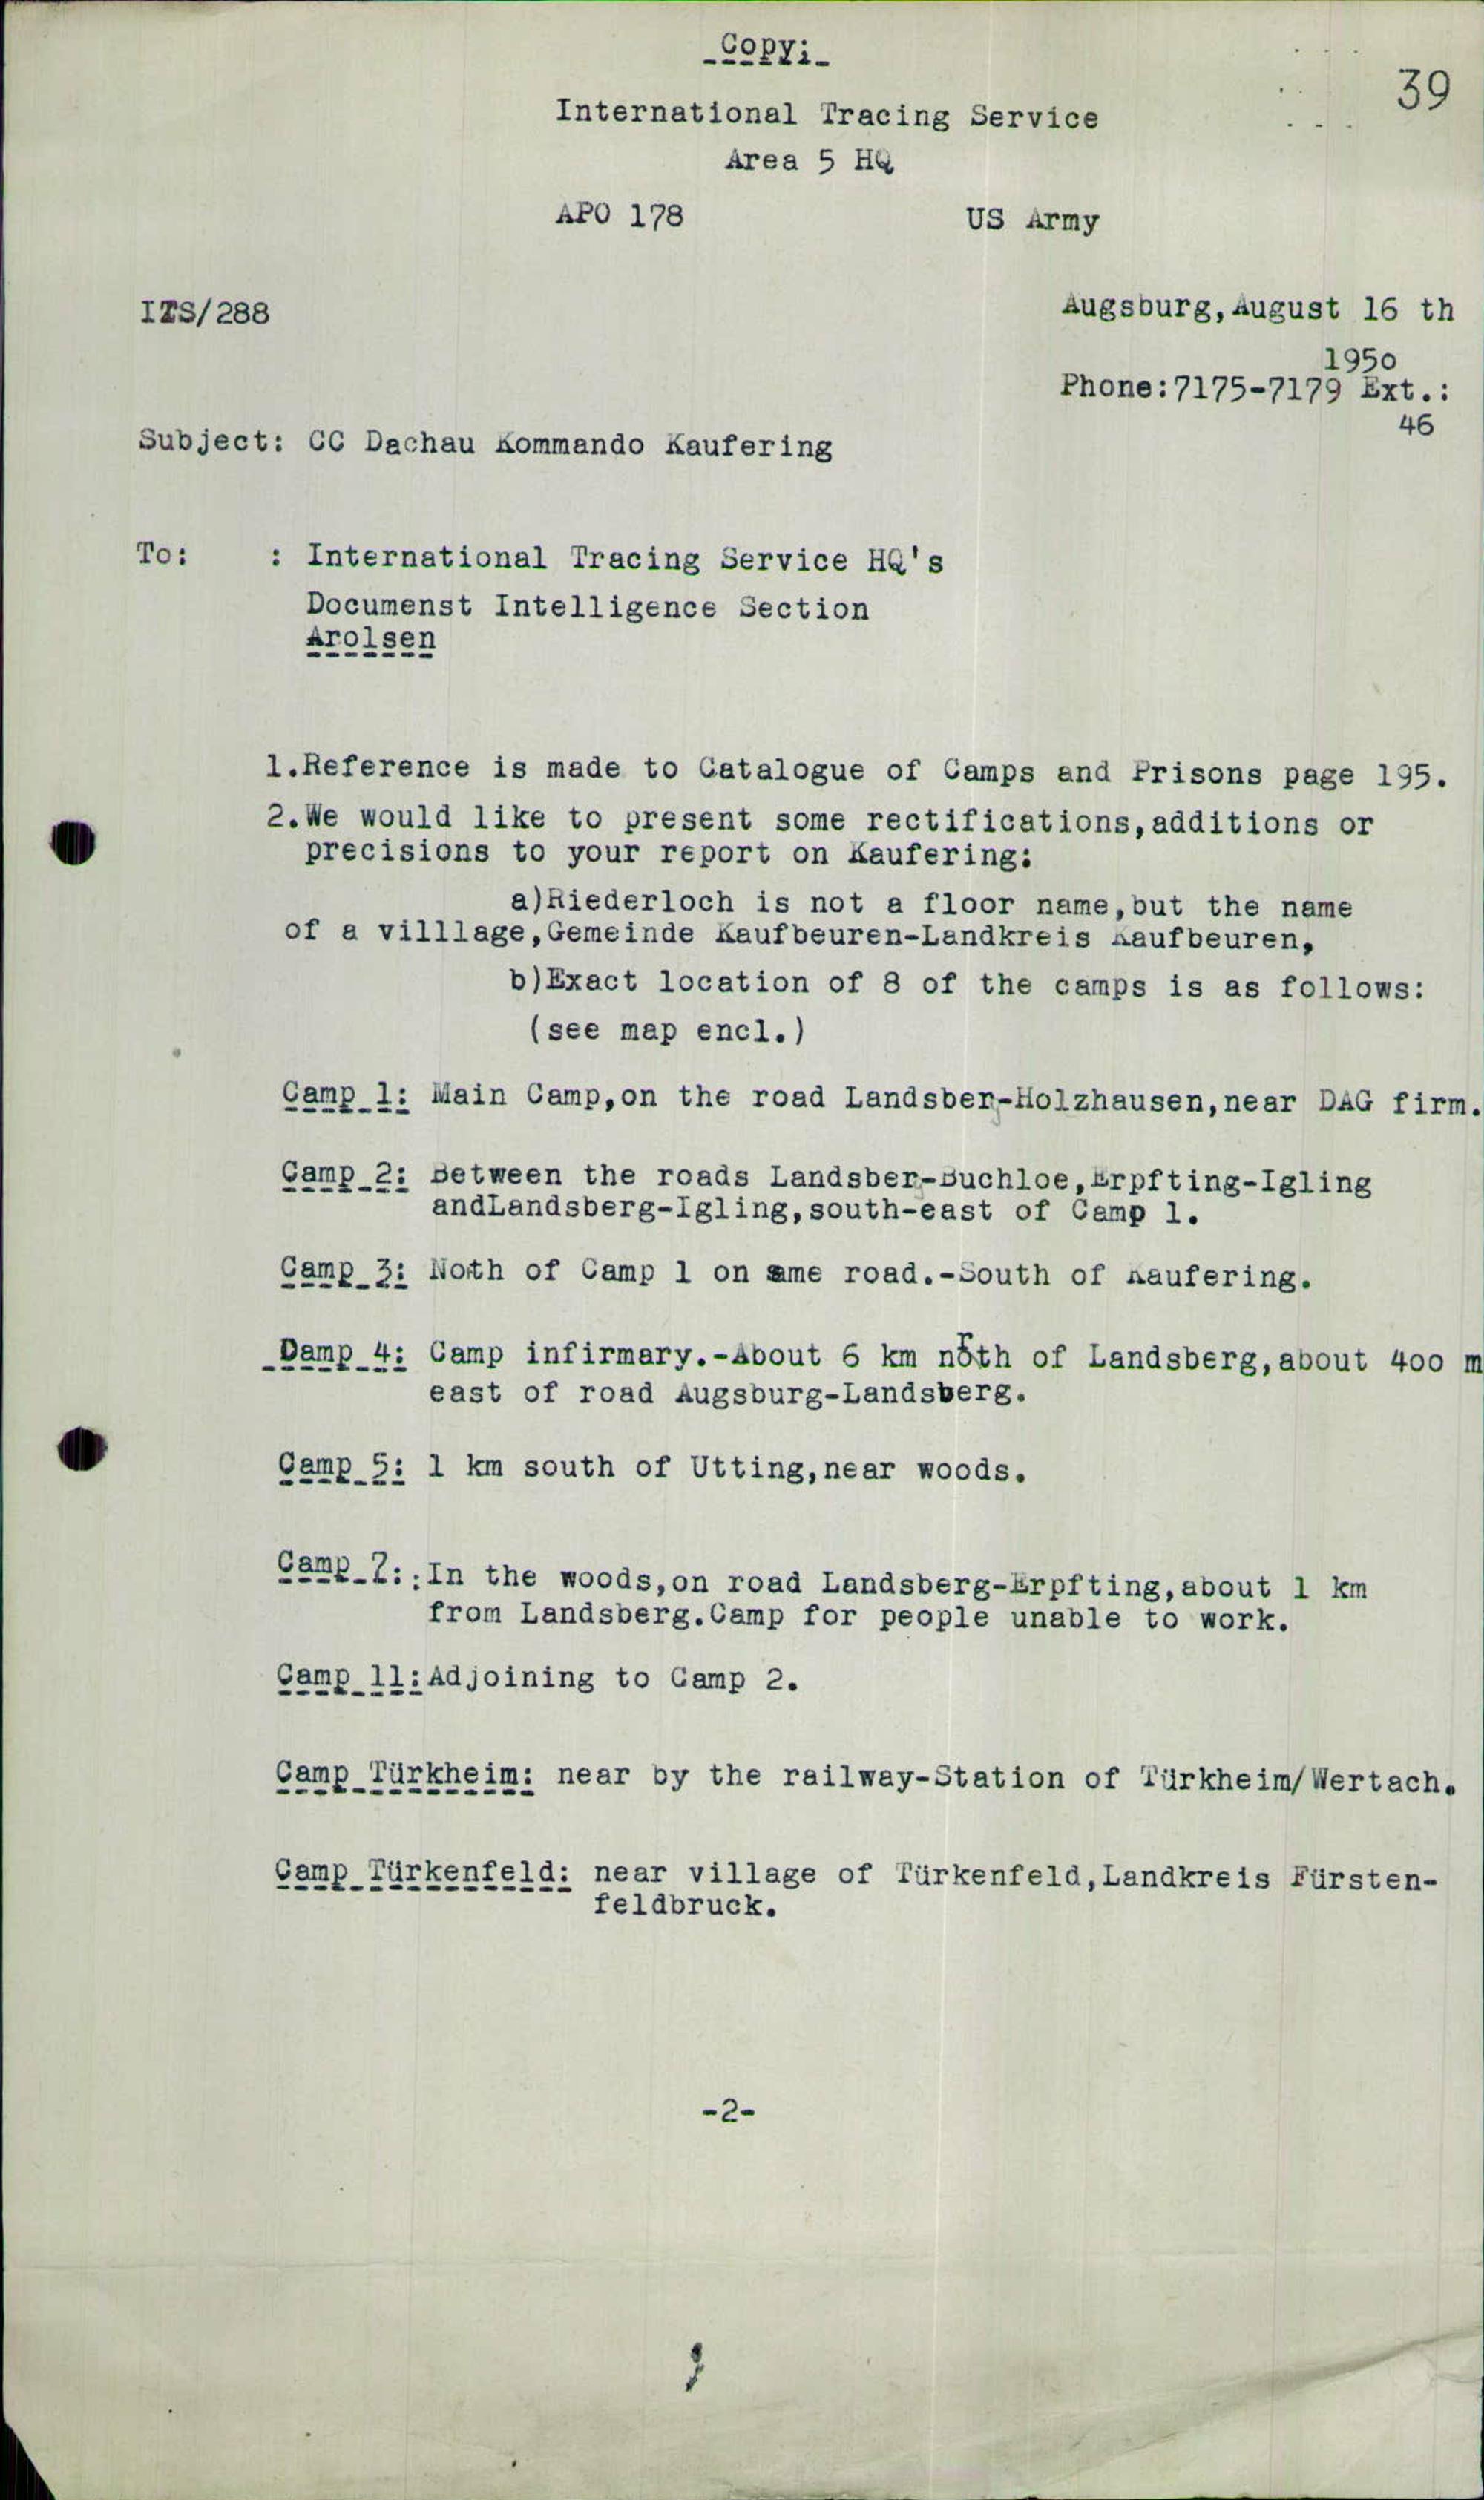 Copy:
39
International Tracing Service
Area 5 HQ
APO 178 US Army
ITS/288 Augsburg,August 16 th
1950
Phone:7175-7179 Ext.:
46
Subject: CC Dachau Kommando Kaufering
To: : International Tracing Service HQ's
Documenst Intelligence Section
Arolsen
1.Reference is made to Catalogue of Camps and Prisons page 195.
2.We would like to present some rectifications,additions or
precisions to your report on Kaufering:
a)Riederloch is not a floor name,but the name
of a villlage,Gemeinde Kaufbeuren-Landkreis Kaufbeuren,
b)Exact location of 8 of the camps is as follows:
(see map encl.)
Camp 1: Main Camp,on the road Landsber-Holzhausen,near DAG firm.
Camp 2: Between the roads Landsber-Buchloe,Erpfting-Igling
andLandsberg-Igling,south-east of Camp 1.
Camp 3: Noth of Camp 1 on ame road.-South of Kaufering.
Damp 4: Camp infirmary.-About 6 km north of Landsberg,about 400 m
east of road Augsburg-Landsberg.
Camp 5: 1 km south of Utting,near woods.
Camp 7: :In the woods,on road Landsberg-Erpfting,about 1 km
from Landsberg.Camp for people unable to work.
Camp 11:Adjoining to Camp 2.
Camp Türkheim: near by the railway-Station of Türkheim/Wertach.
Camp Türkenfeld: near village of Türkenfeld,Landkreis Fürsten-
feldbruck.
-2-